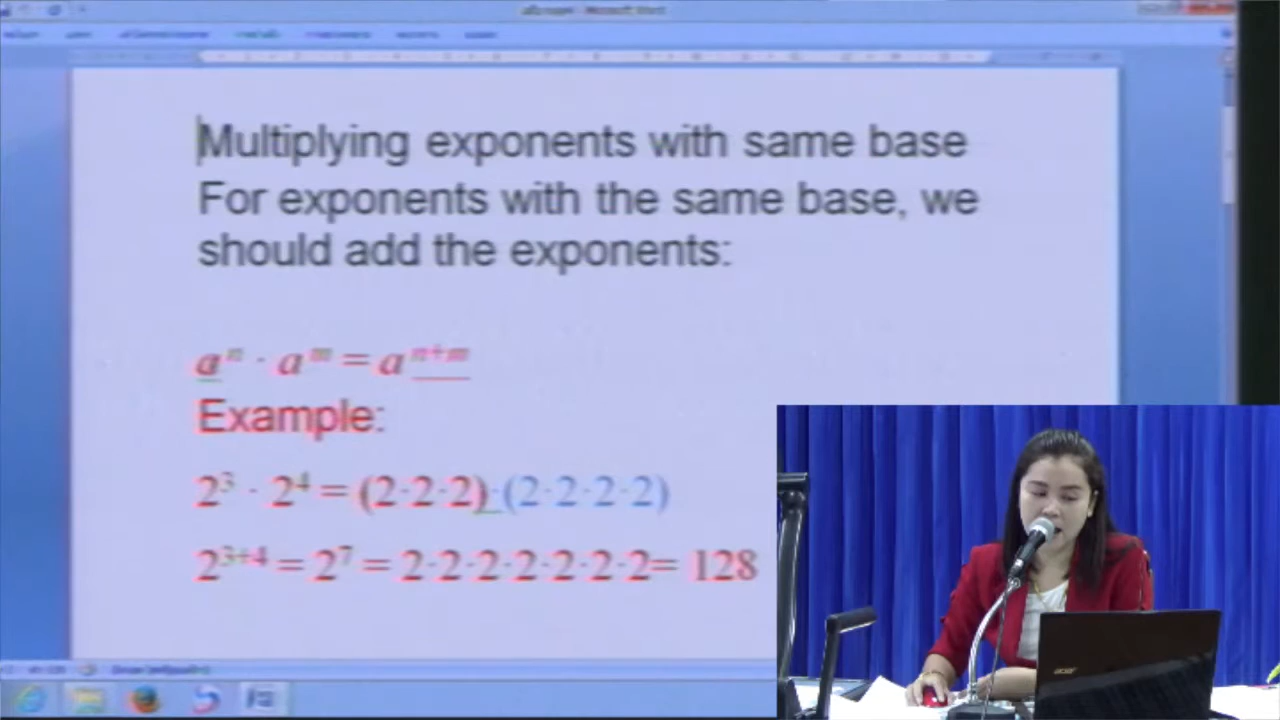 Multiplying exponents with same base
For exponents with the same base, we
should add the exponents:
aⁿ · aᵐ = aⁿ⁺ᵐ
Example:
2³ · 2⁴ = (2·2·2)·(2·2·2·2)
2³⁺⁴ = 2⁷ = 2·2·2·2·2·2·2= 128
acer